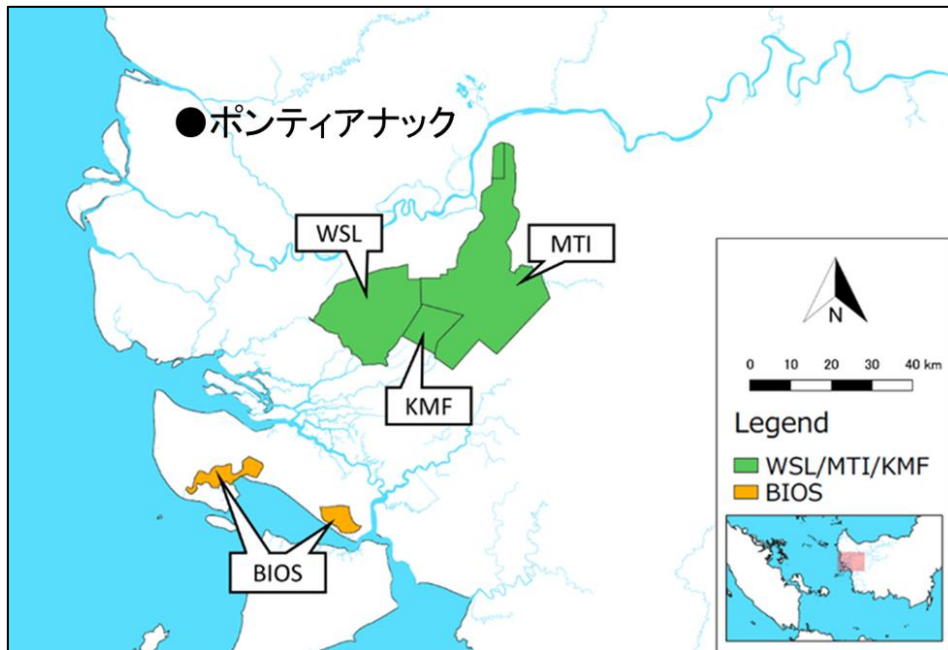 ●ポンティアナック
WSL
MTI
KMF
BIOS
N
0 10 20 30 40 km
Legend
WSL/MTI/KMF
BIOS